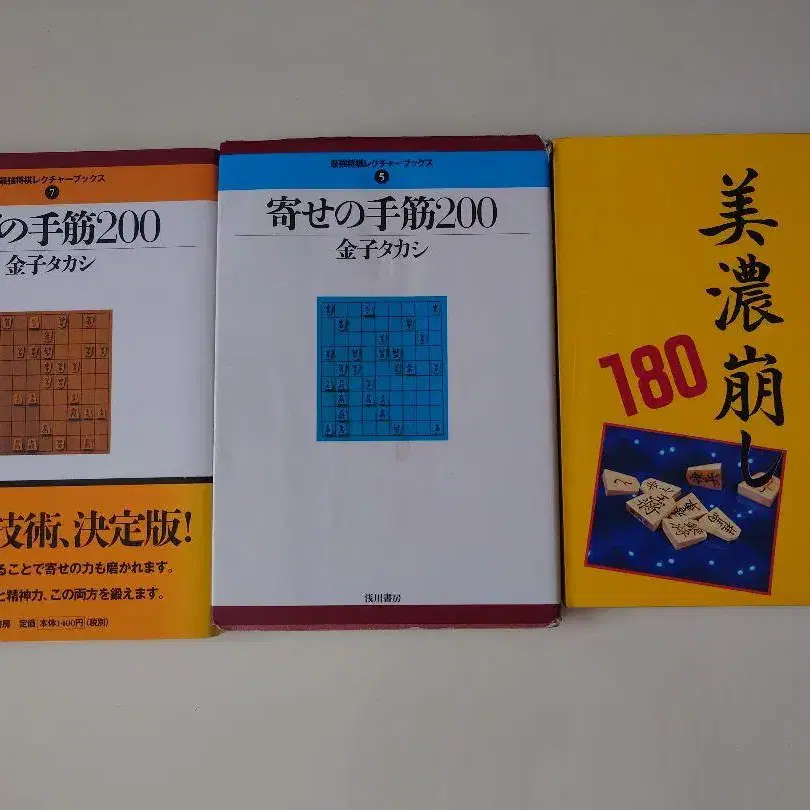 最強将棋レクチャーブックス
7
の手筋200
金子タカシ
技術、決定版!
ることで寄せの力も磨かれます。
と精神力、この両方を鍛えます。
書房 定価 本体1400円(税別)
最強将棋レクチャーブックス
5
寄せの手筋200
金子タカシ
浅川書房
美濃崩し
180